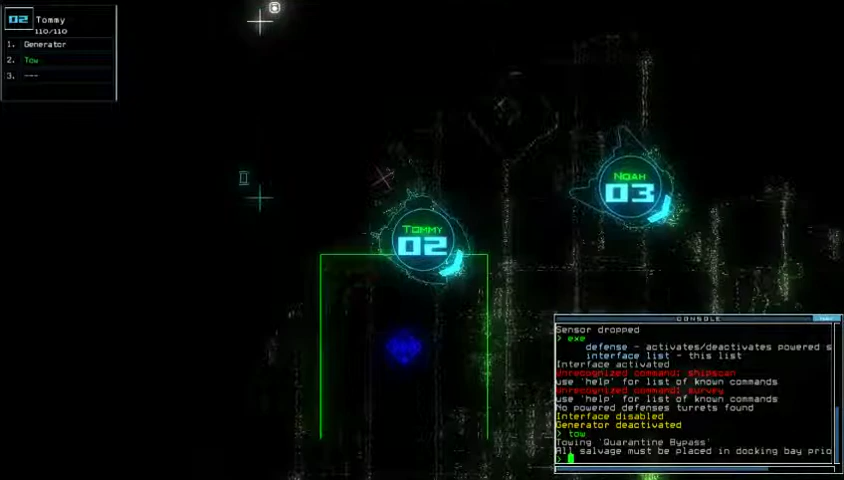 02 Tommy
110/110
1. Generator
2. Tow
3. ---
NOAH
03
TOMMY
02
CONSOLE
Sensor dropped
> exe
defense - activates/deactivates powered s
interface list - this list
Interface activated
Unrecognized command: shipscan
use 'help' for list of known commands
Unrecognized command: survey
use 'help' for list of known commands
No powered defenses turrets found
Interface disabled
Generator deactivated
> tow
Towing 'Quarantine Bypass'
All salvage must be placed in docking bay prio
>